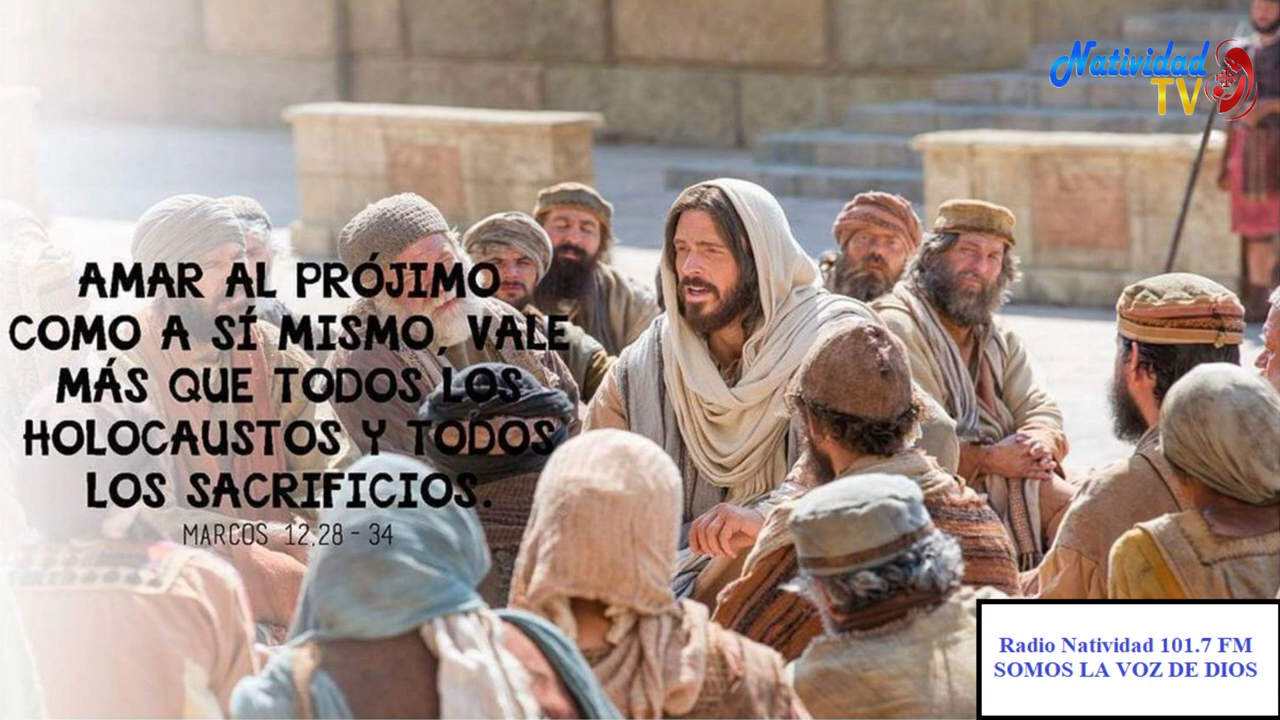 Natividad
TV
AMAR AL PRÓJIMO
COMO A SÍ MISMO, VALE
MÁS QUE TODOS LOS
HOLOCAUSTOS Y TODOS
LOS SACRIFICIOS.
MARCOS 12,28 - 34
Radio Natividad 101.7 FM
SOMOS LA VOZ DE DIOS